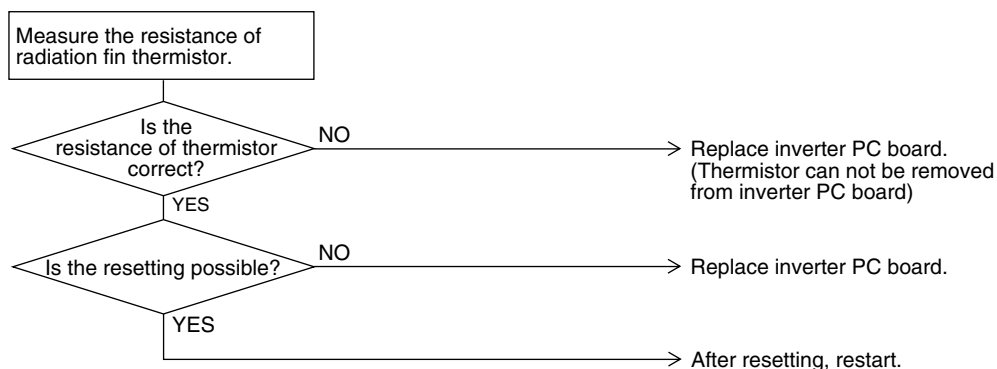 Measure the resistance of
radiation fin thermistor.
Is the
resistance of thermistor
correct?
NO
Replace inverter PC board.
(Thermistor can not be removed
from inverter PC board)
YES
Is the resetting possible?
NO
Replace inverter PC board.
YES
After resetting, restart.